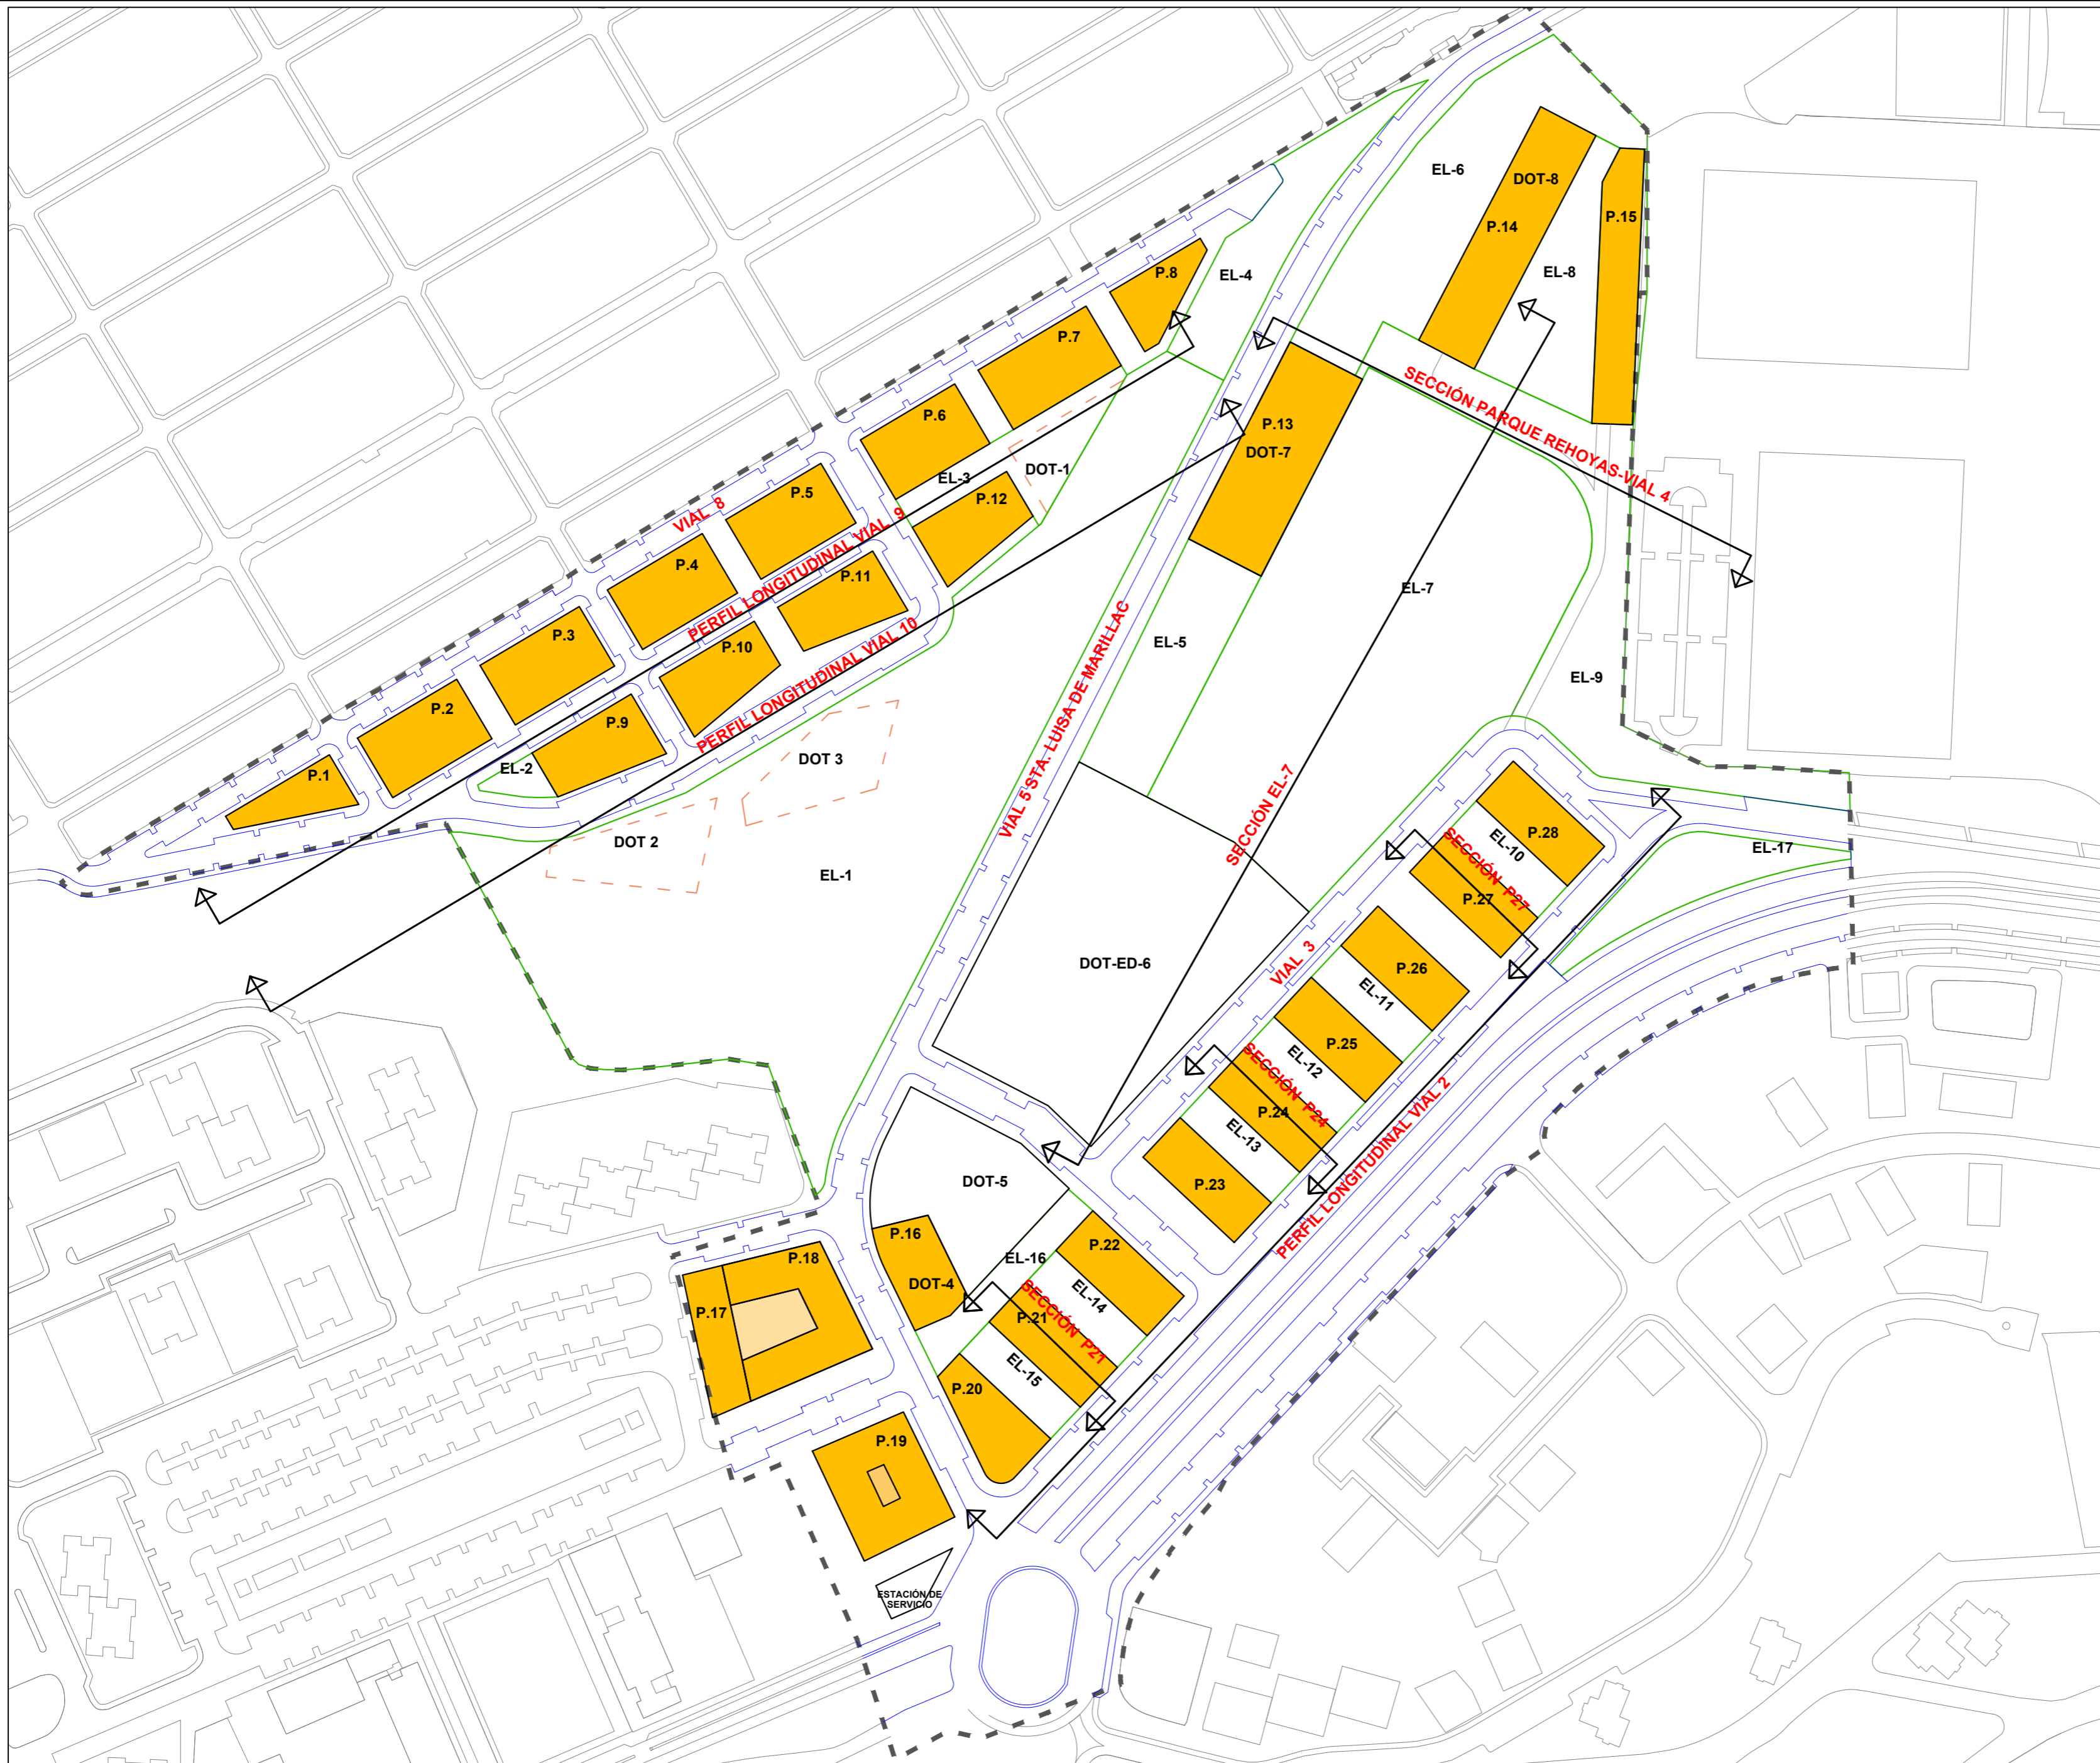 EL-6
DOT-8
P.14
P.15
EL-8
EL-4
P.8
P.7
P.6
P.13
DOT-7
SECCIÓN PARQUE REHOYAS-VIAL 4
EL-3
DOT-1
P.12
P.5
VIAL 8
PERFIL LONGITUDINAL VIAL 9
P.4
P.11
P.10
PERFIL LONGITUDINAL VIAL 10
P.3
P.2
P.9
P.1
EL-2
EL-7
EL-5
EL-9
VIAL 5 STA. LUISA DE MARILLAC
DOT 3
DOT 2
EL-1
SECCIÓN EL-7
DOT-ED-6
P.28
EL-10
SECCIÓN P27
P.27
EL-17
VIAL 3
P.26
EL-11
P.25
EL-12
SECCIÓN P24
P.24
EL-13
P.23
PERFIL LONGITUDINAL VIAL 2
DOT-5
P.16
DOT-4
EL-16
P.22
EL-14
SECCIÓN P21
P.21
EL-15
P.20
P.18
P.17
P.19
ESTACIÓN DE
SERVICIO